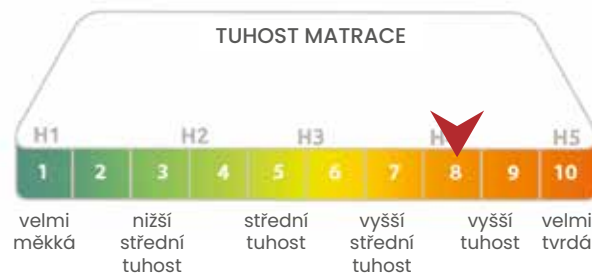 TUHOST MATRACE
H1 H2 H3 H H5
1 2 3 4 5 6 7 8 9 10
velmi nižší střední vyšší vyšší velmi
měkká střední tuhost střední tuhost tvrdá
tuhost tuhost